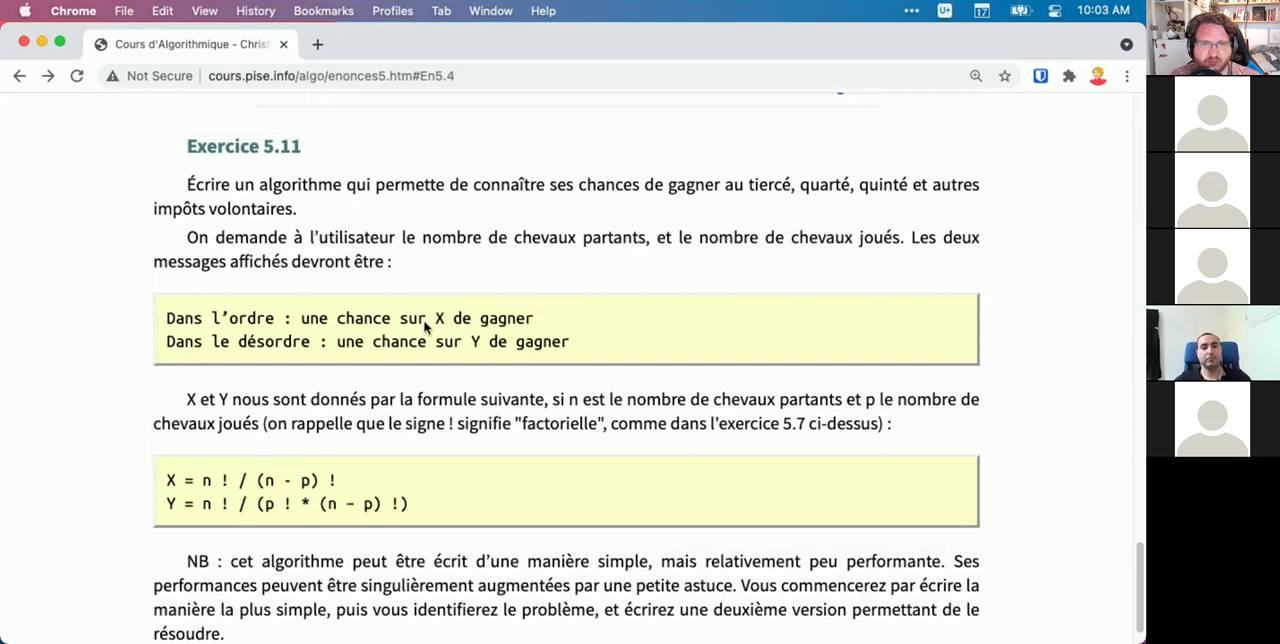 Chrome File Edit View History Bookmarks Profiles Tab Window Help ••• U+ 17 10:03 AM
Cours d'Algorithmique - Christ
Not Secure cours.pise.info/algo/enonces5.htm#En5.4
Exercice 5.11
Écrire un algorithme qui permette de connaître ses chances de gagner au tiercé, quarté, quinté et autres
impôts volontaires.
On demande à l’utilisateur le nombre de chevaux partants, et le nombre de chevaux joués. Les deux
messages affichés devront être :
Dans l’ordre : une chance sur X de gagner
Dans le désordre : une chance sur Y de gagner
X et Y nous sont donnés par la formule suivante, si n est le nombre de chevaux partants et p le nombre de
chevaux joués (on rappelle que le signe ! signifie "factorielle", comme dans l'exercice 5.7 ci-dessus) :
X = n ! / (n - p) !
Y = n ! / (p ! * (n – p) !)
NB : cet algorithme peut être écrit d’une manière simple, mais relativement peu performante. Ses
performances peuvent être singulièrement augmentées par une petite astuce. Vous commencerez par écrire la
manière la plus simple, puis vous identifierez le problème, et écrirez une deuxième version permettant de le
résoudre.